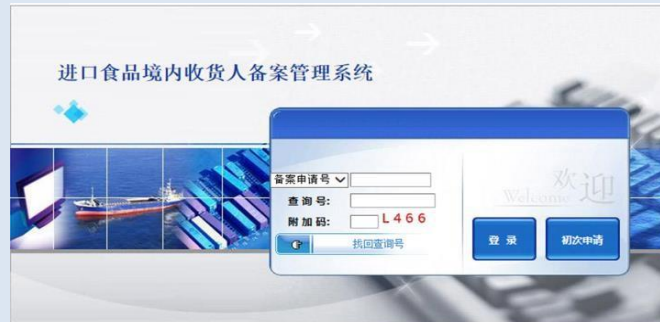 进口食品境内收货人备案管理系统
备案申请号
查询号:
附加码: L466
找回查询号
欢迎
Welcome
登录
初次申请